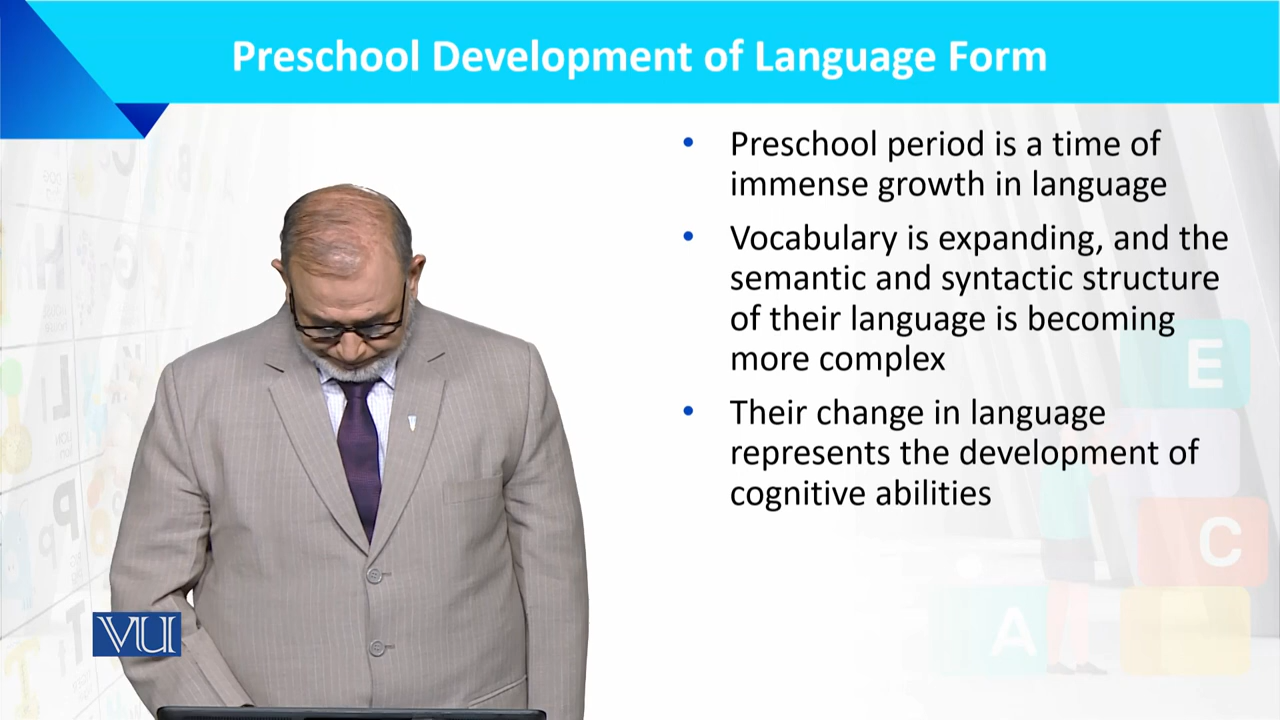 Preschool Development of Language Form
• Preschool period is a time of
immense growth in language
• Vocabulary is expanding, and the
semantic and syntactic structure
of their language is becoming
more complex
• Their change in language
represents the development of
cognitive abilities
VU
E
C
A